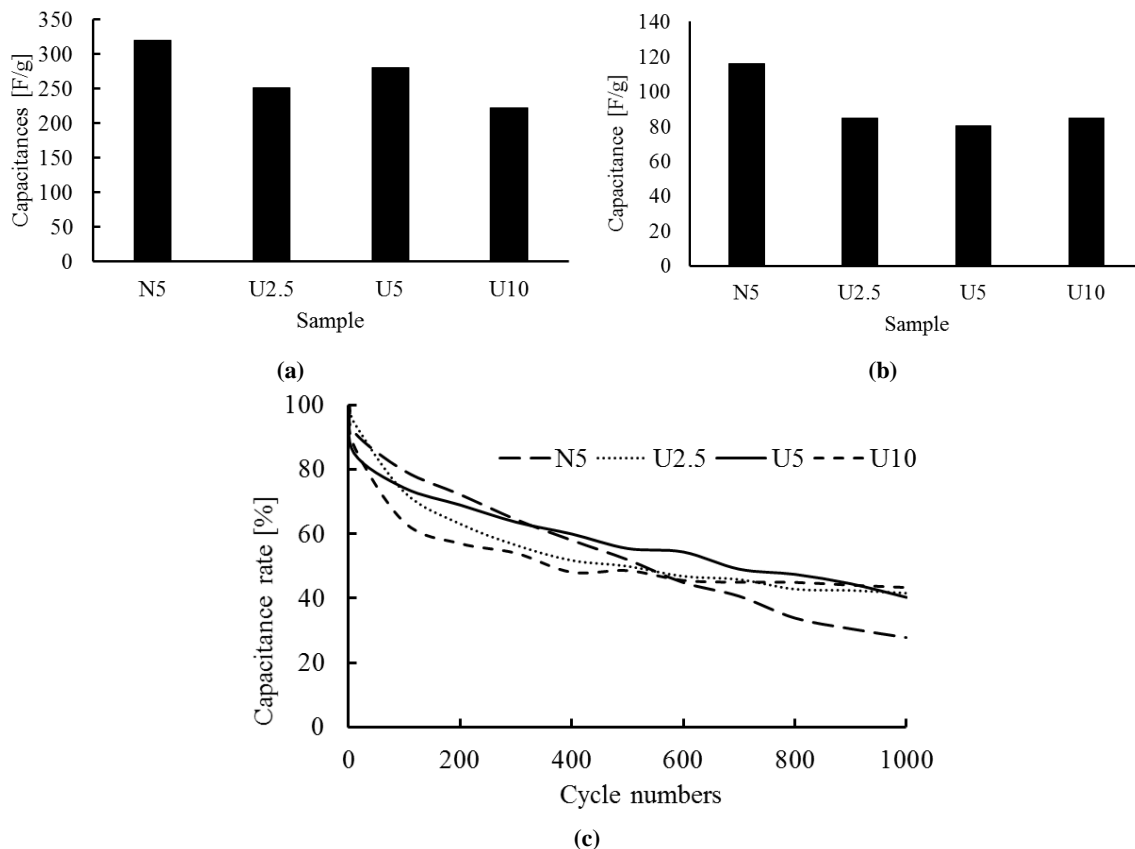 Capacitances [F/g]
350
300
250
200
150
100
50
0
N5 U2.5 U5 U10
Sample
(a)
Capacitance [F/g]
140
120
100
80
60
40
20
0
N5 U2.5 U5 U10
Sample
(b)
Capacitance rate [%]
100
80
60
40
20
0
N5 U2.5 U5 U10
0 200 400 600 800 1000
Cycle numbers
(c)